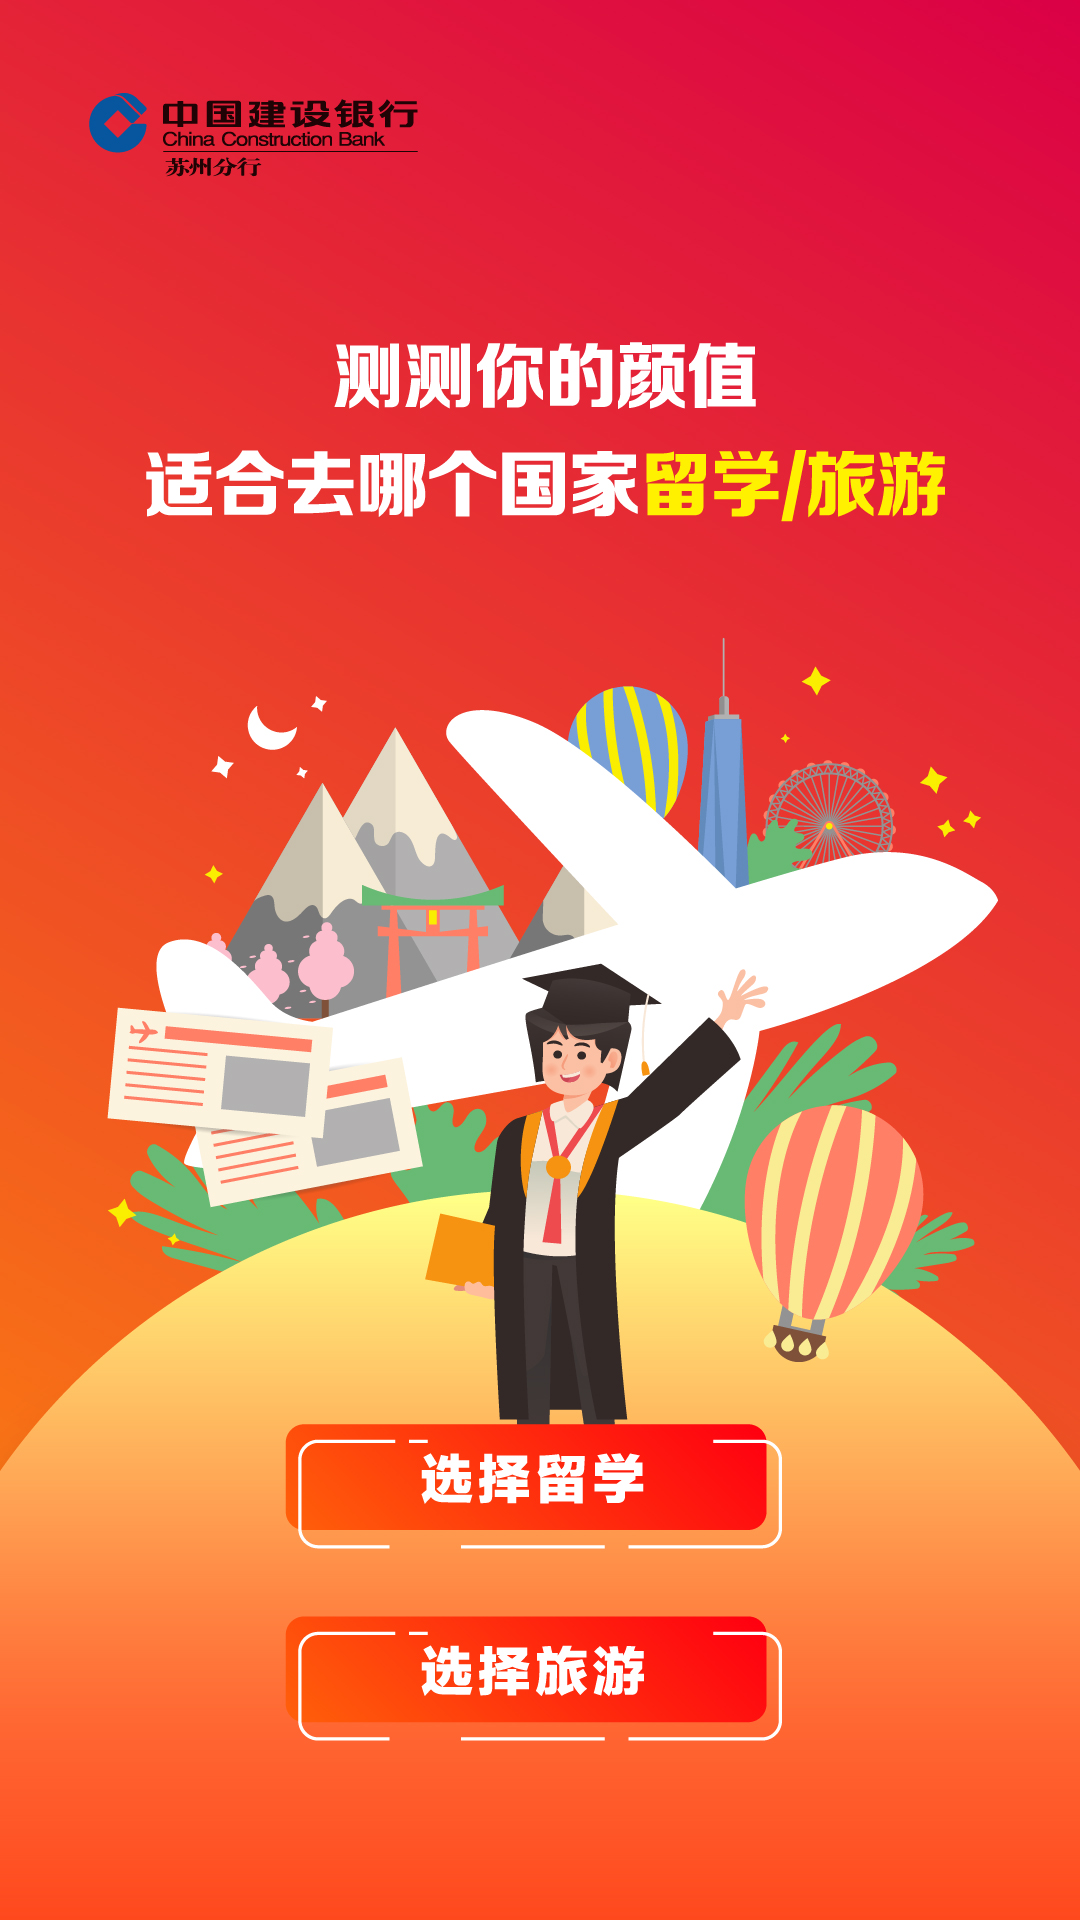 中国建设银行
China Construction Bank
苏州分行
测测你的颜值
适合去哪个国家留学/旅游
选择留学
选择旅游